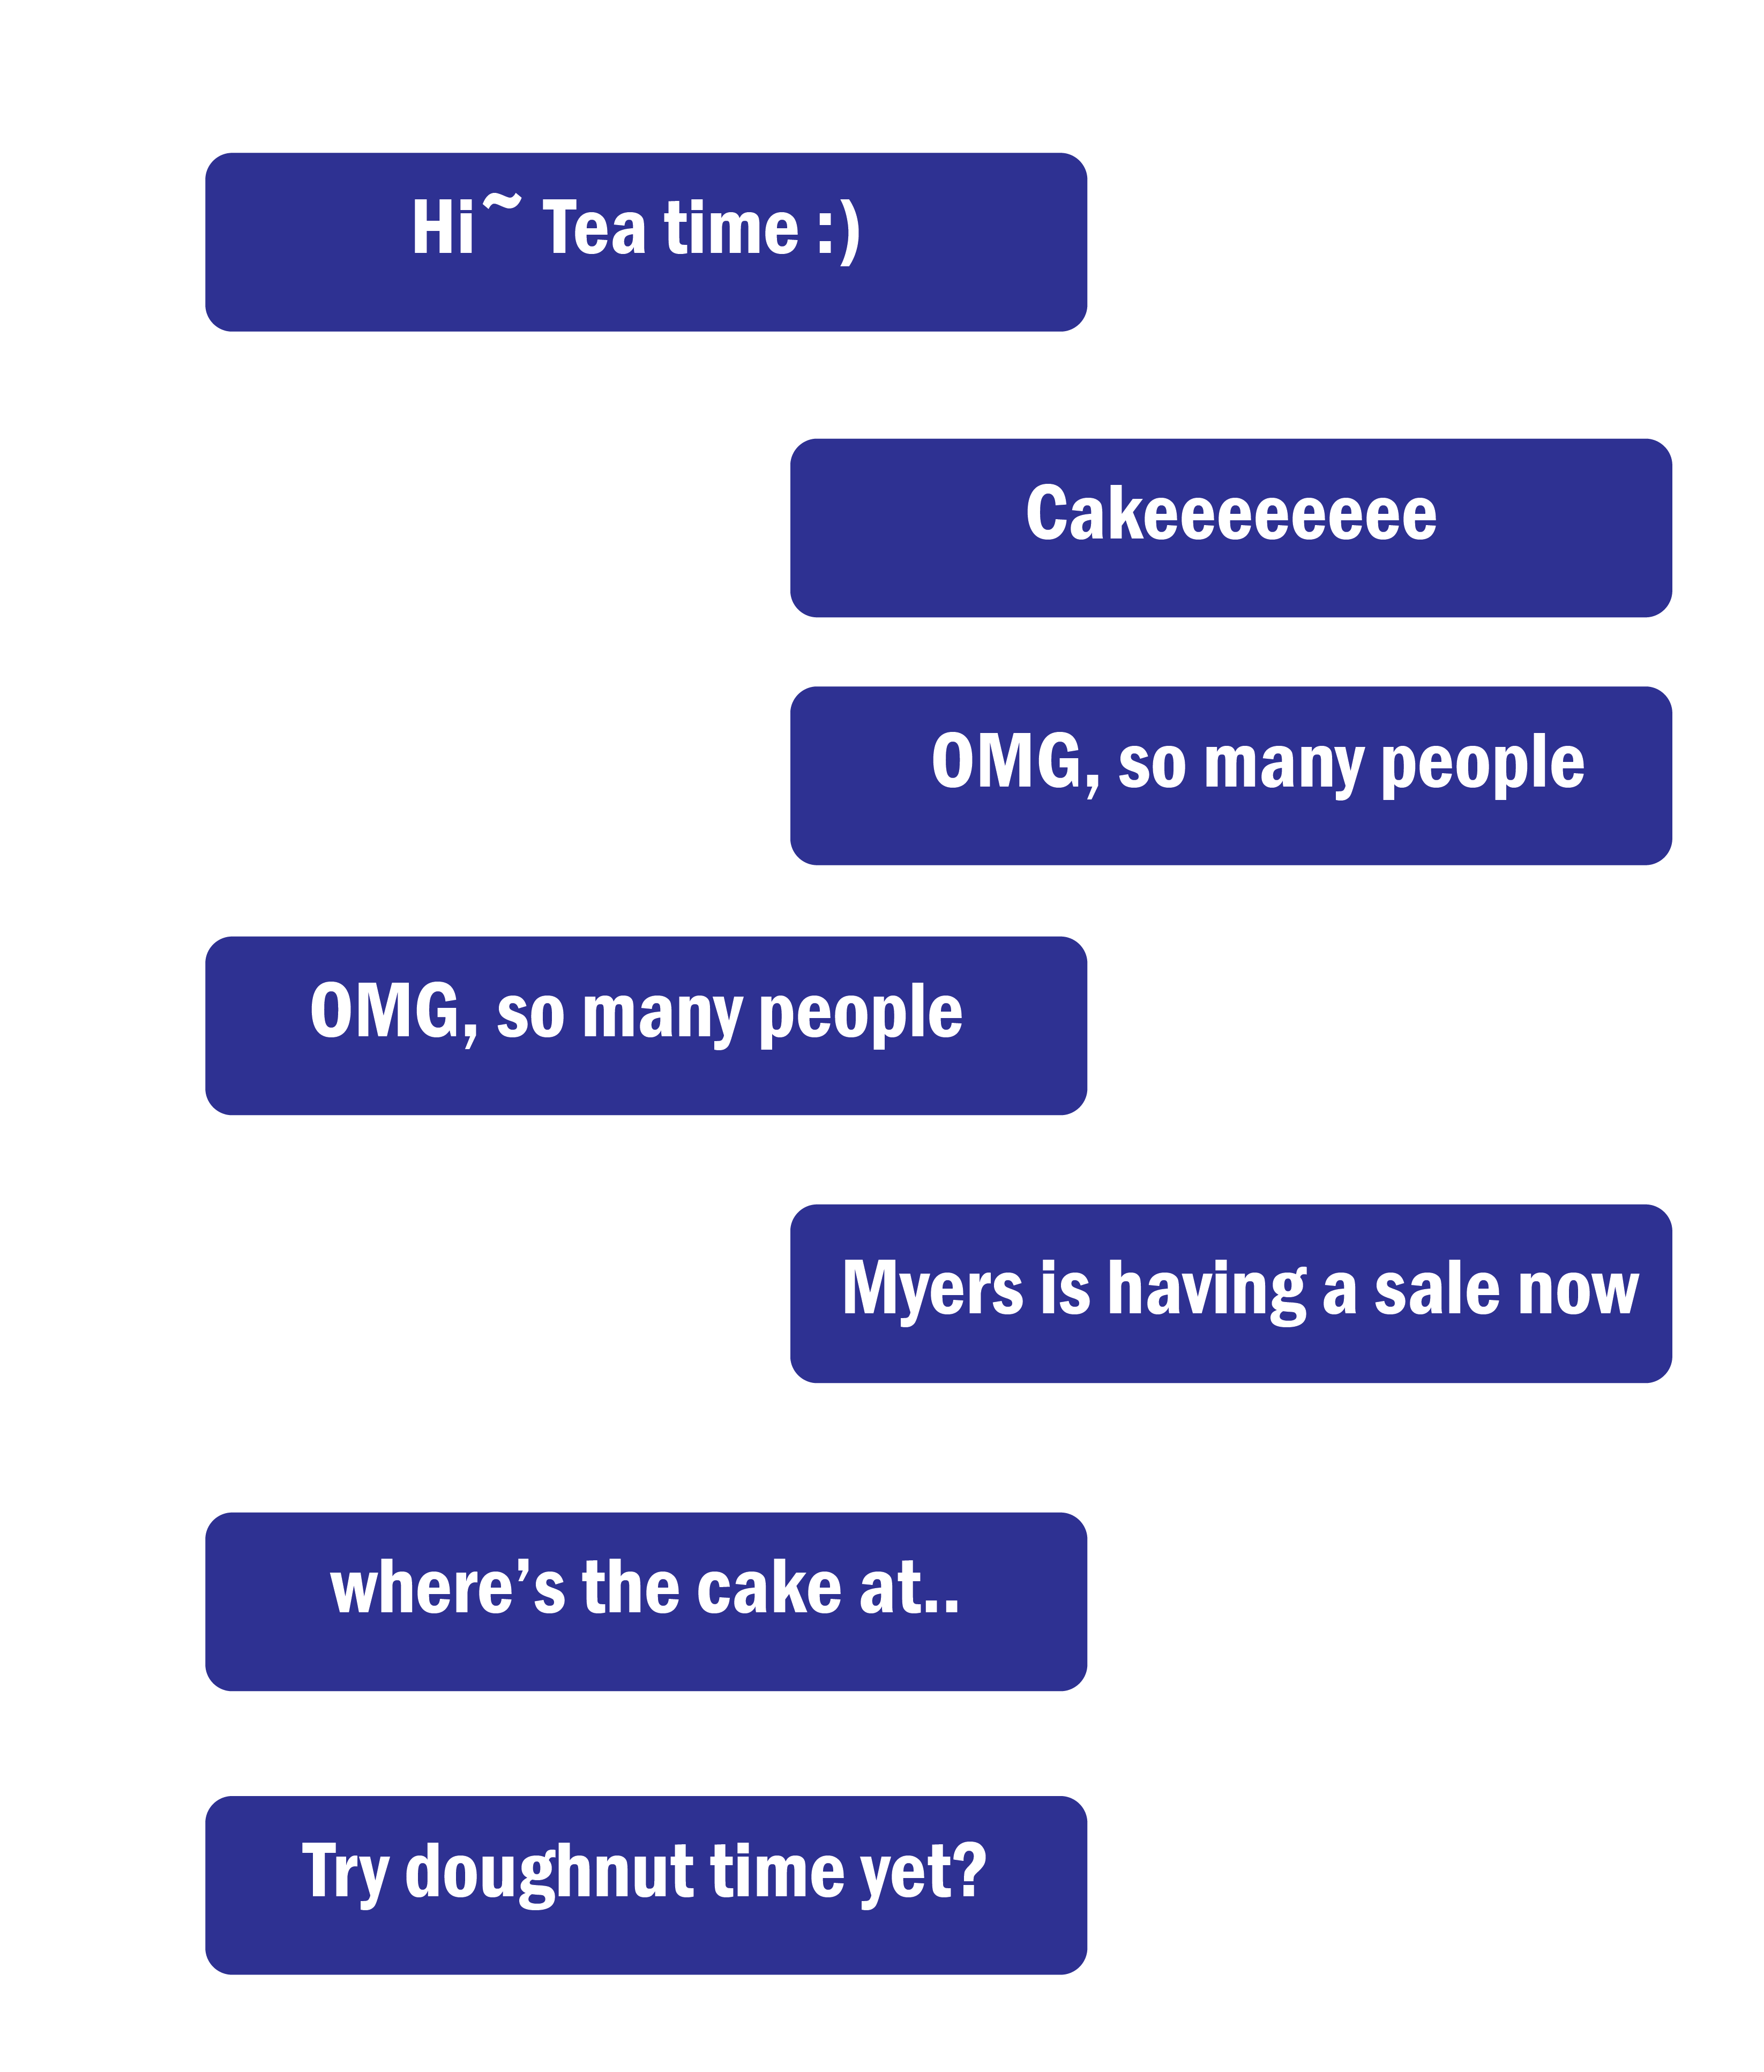 Hi~ Tea time :)
Cakeeeeeeee
OMG, so many people
OMG, so many people
Myers is having a sale now
where’s the cake at..
Try doughnut time yet?